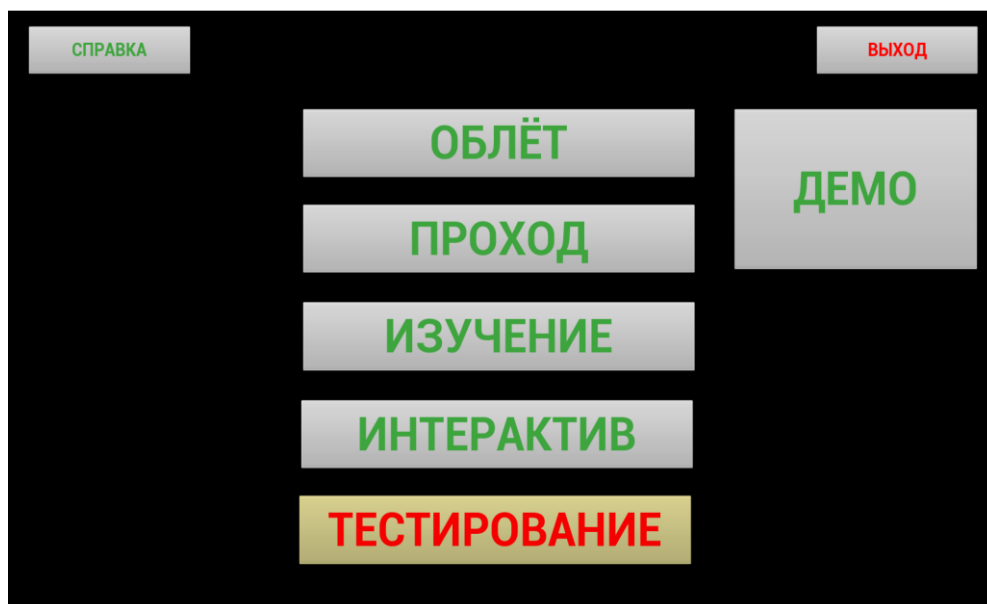 СПРАВКА
ВЫХОД
ОБЛЁТ
ДЕМО
ПРОХОД
ИЗУЧЕНИЕ
ИНТЕРАКТИВ
ТЕСТИРОВАНИЕ